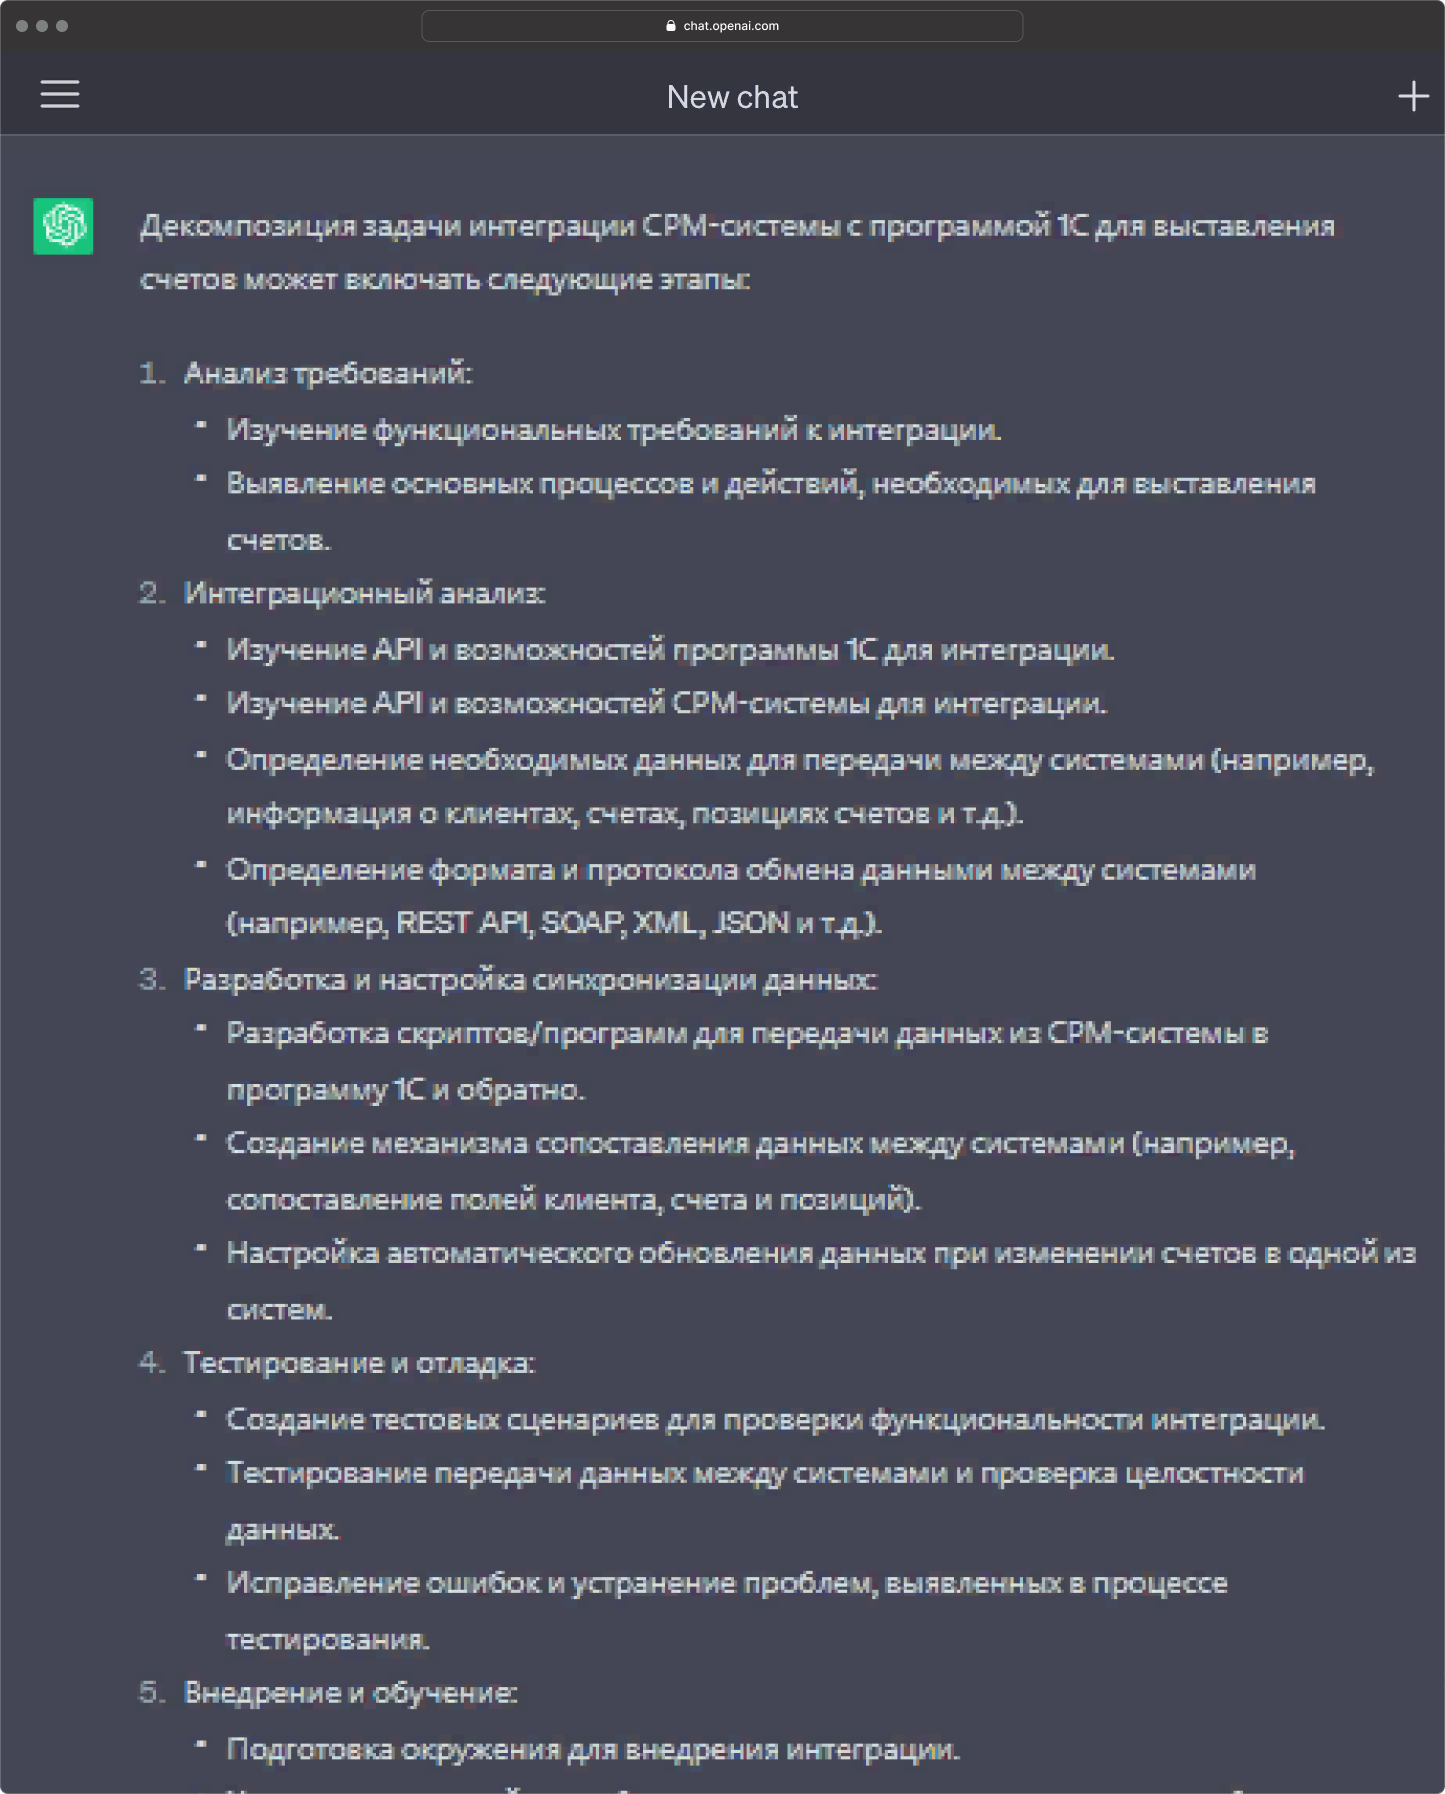 chat.openai.com
New chat
Декомпозиция задачи интеграции СРМ-системы с программой 1С для выставления
счетов может включать следующие этапы:
1. Анализ требований:
▪ Изучение функциональных требований к интеграции.
▪ Выявление основных процессов и действий, необходимых для выставления
счетов.
2. Интеграционный анализ:
▪ Изучение API и возможностей программы 1С для интеграции.
▪ Изучение API и возможностей СРМ-системы для интеграции.
▪ Определение необходимых данных для передачи между системами (например,
информация о клиентах, счетах, позициях счетов и т.д.).
▪ Определение формата и протокола обмена данными между системами
(например, REST API, SOAP, XML, JSON и т.д.).
3. Разработка и настройка синхронизации данных:
▪ Разработка скриптов/программ для передачи данных из СРМ-системы в
программу 1С и обратно.
▪ Создание механизма сопоставления данных между системами (например,
сопоставление полей клиента, счета и позиций).
▪ Настройка автоматического обновления данных при изменении счетов в одной из
систем.
4. Тестирование и отладка:
▪ Создание тестовых сценариев для проверки функциональности интеграции.
▪ Тестирование передачи данных между системами и проверка целостности
данных.
▪ Исправление ошибок и устранение проблем, выявленных в процессе
тестирования.
5. Внедрение и обучение:
▪ Подготовка окружения для внедрения интеграции.